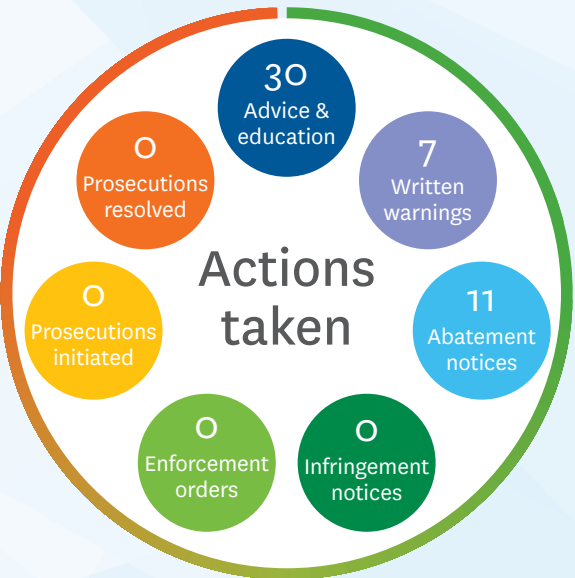 30
Advice &
education
7
Written
warnings
11
Abatement
notices
0
Infringement
notices
0
Enforcement
orders
0
Prosecutions
initiated
0
Prosecutions
resolved
Actions
taken